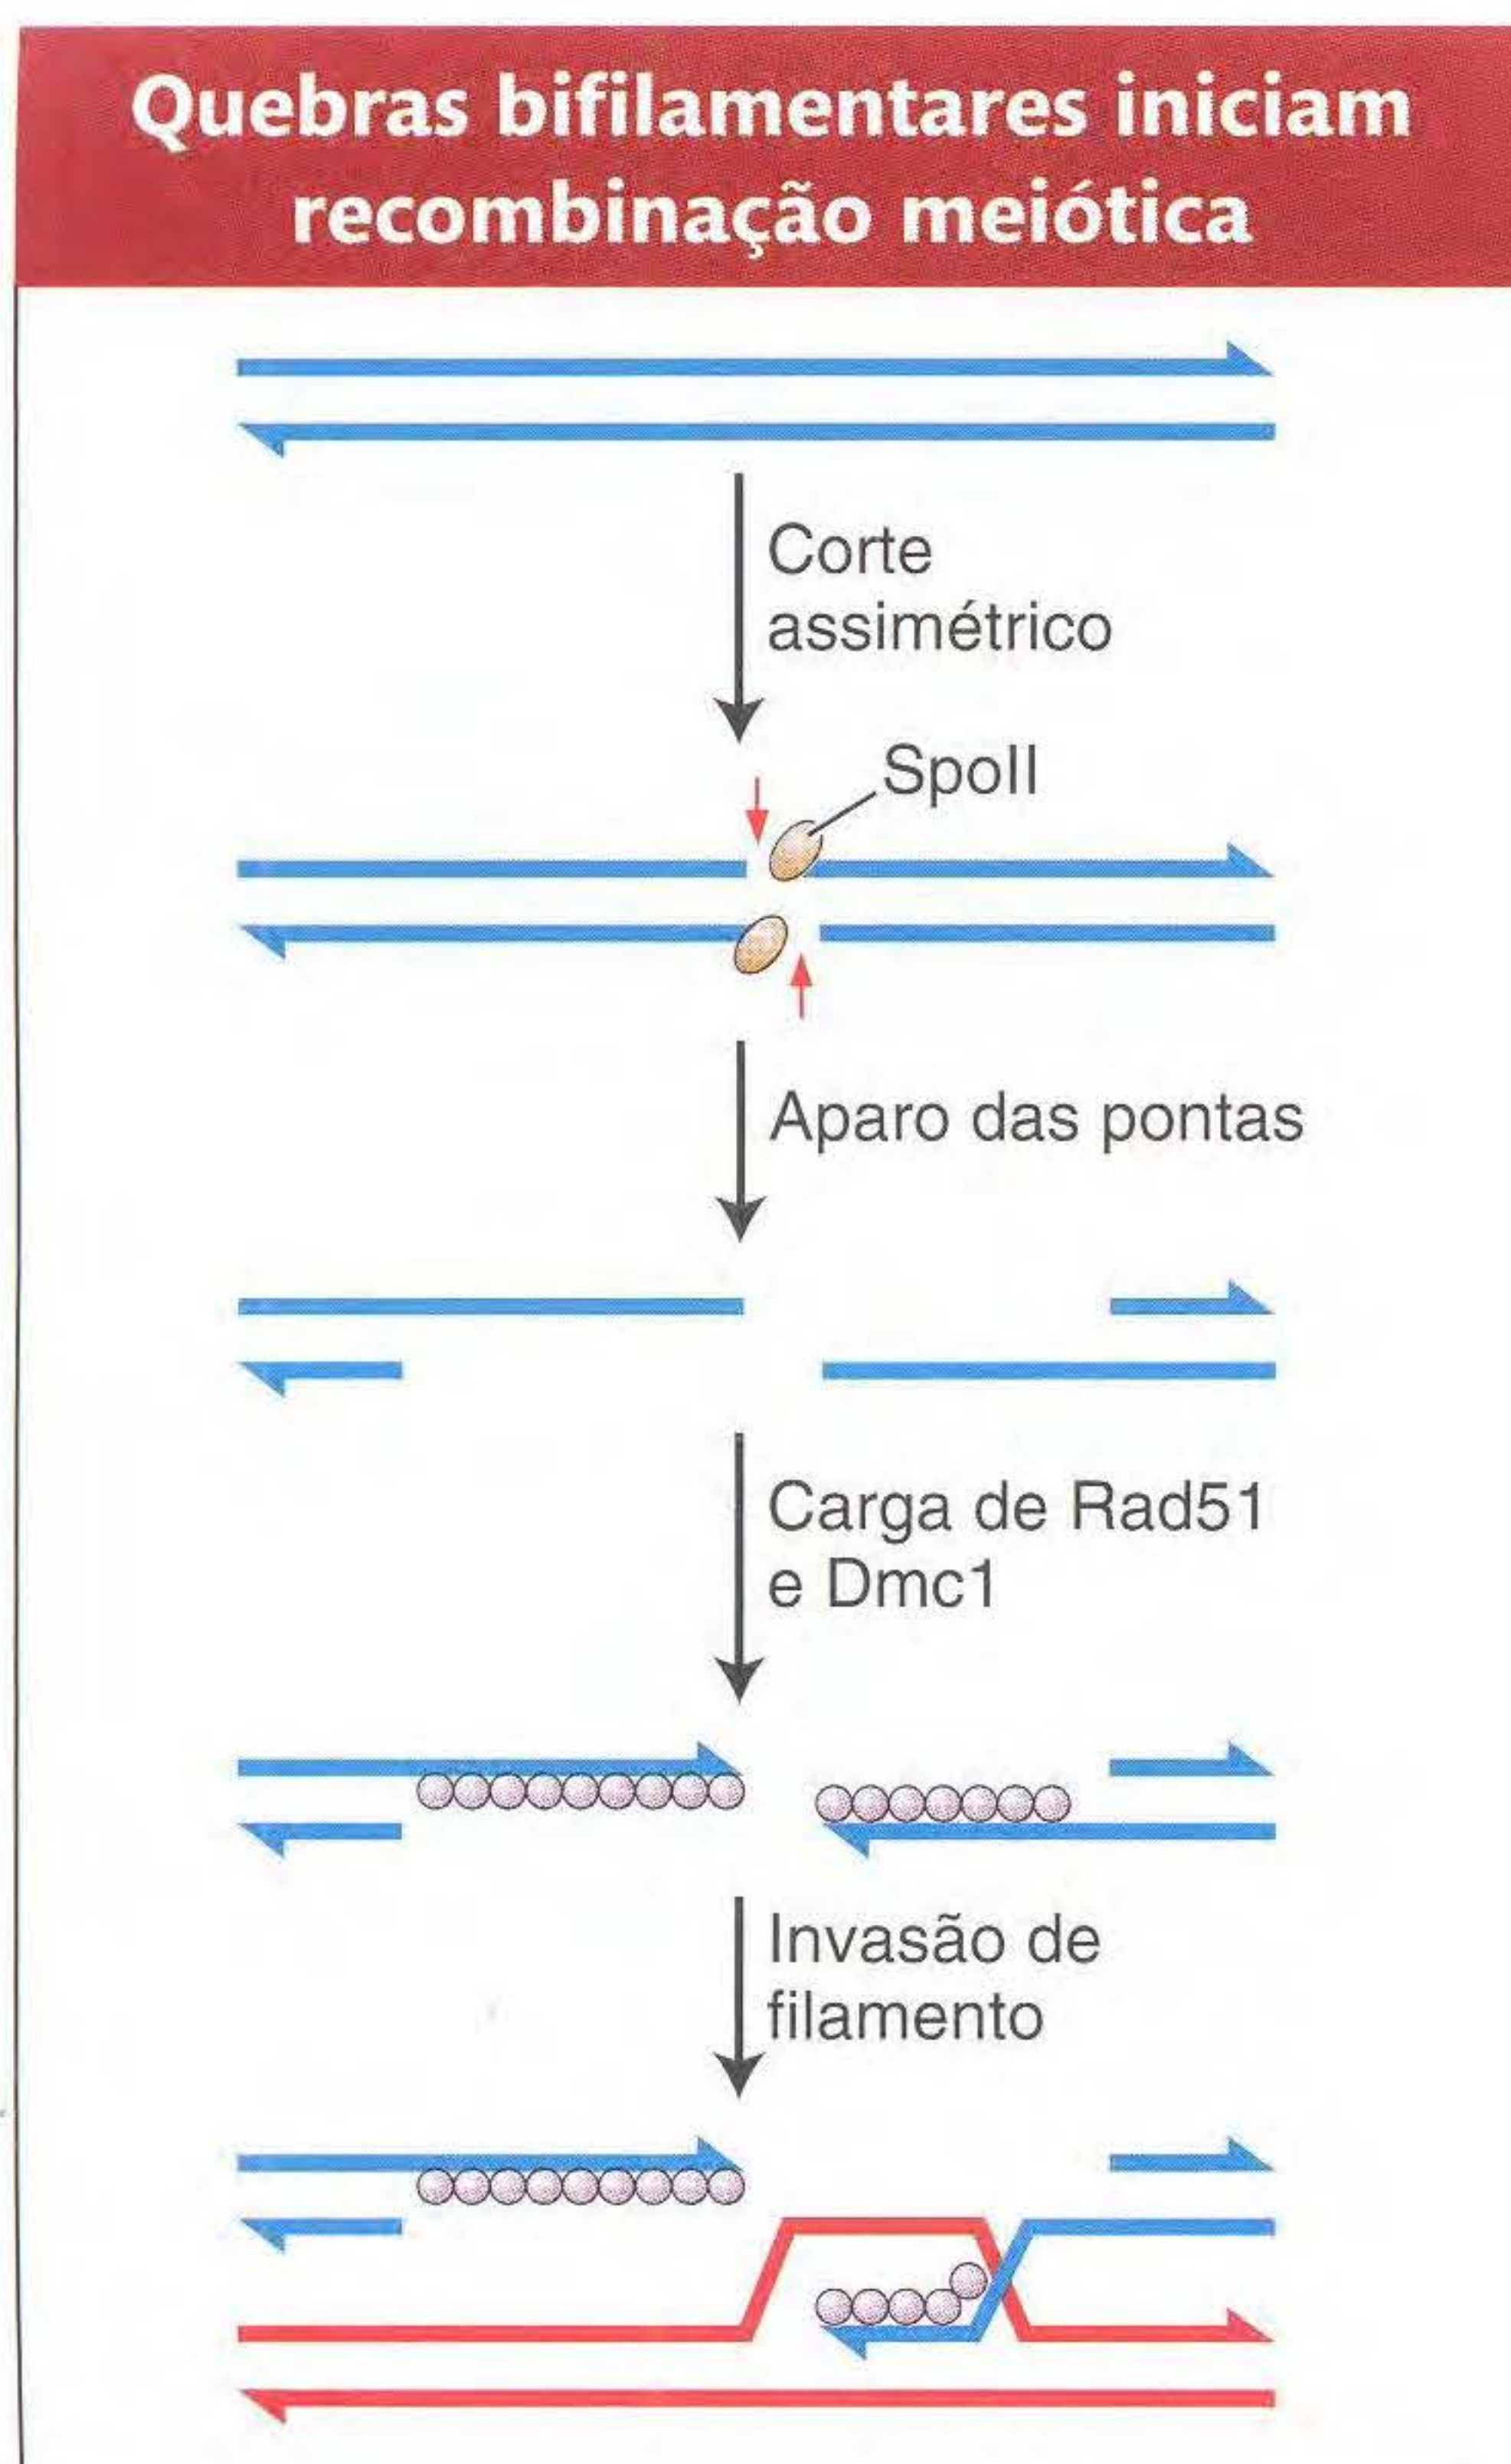 Quebras bifilamentares iniciam
recombinação meiótica
Corte
assimétrico
SpoII
Aparo das pontas
Carga de Rad51
e Dmc1
Invasão de
filamento